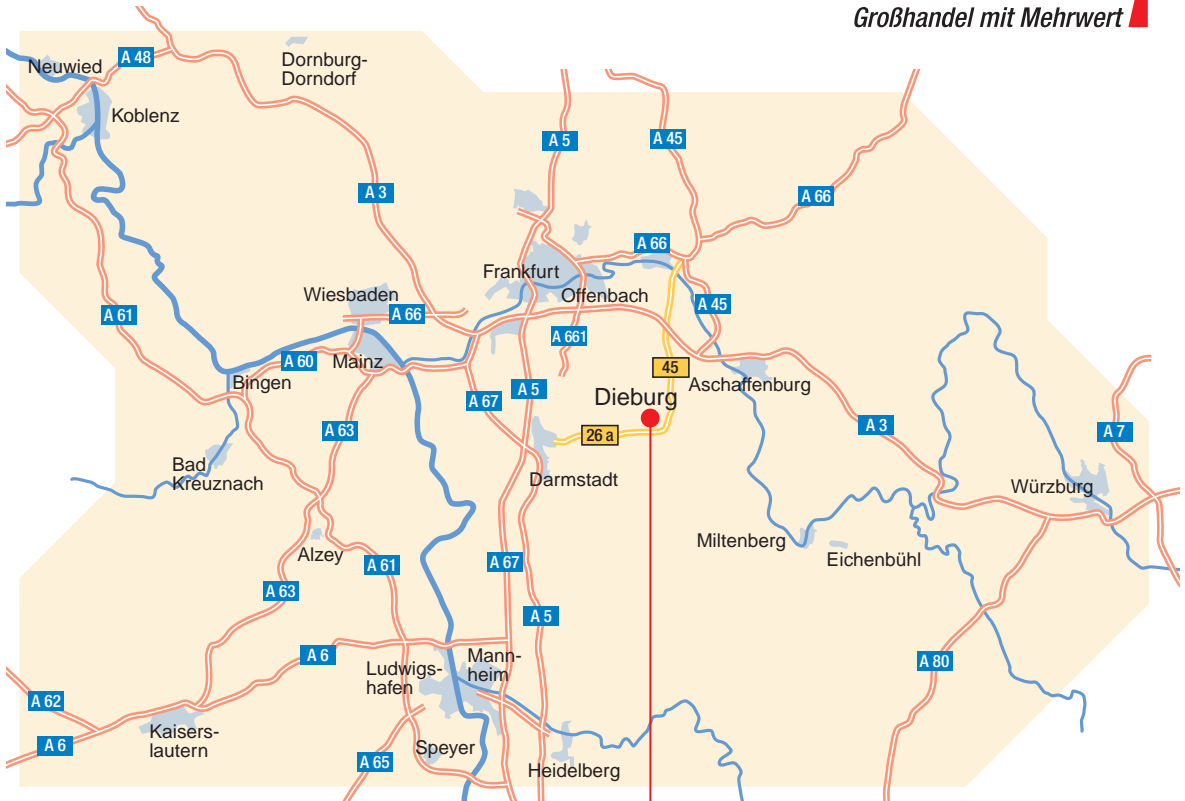 Großhandel mit Mehrwert
A 48
Neuwied
Dornburg-
Dorndorf
Koblenz
A 5
A 45
A 3
A 66
A 66
Frankfurt
Wiesbaden
Offenbach
A 61
A 66
A 45
A 661
A 60
Mainz
45
Bingen
Aschaffenburg
A 5
A 67
Dieburg
A 63
26 a
A 3
A 7
Bad
Kreuznach
Darmstadt
Würzburg
Alzey
Miltenberg
Eichenbühl
A 61
A 67
A 63
A 5
A 6
Mann-
heim
Ludwigs-
hafen
A 80
A 62
Kaisers-
lautern
A 6
Speyer
A 65
Heidelberg